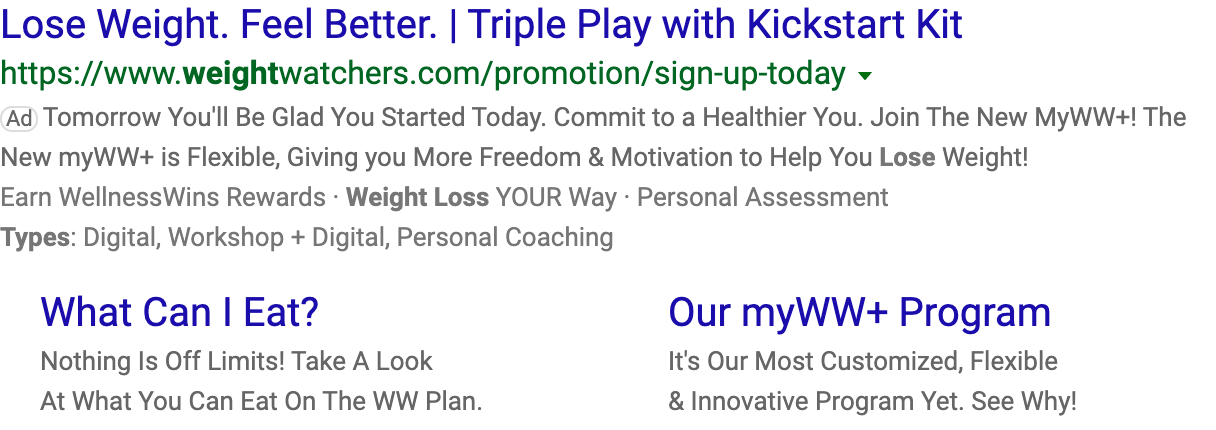 Lose Weight. Feel Better. | Triple Play with Kickstart Kit
https://www.weightwatchers.com/promotion/sign-up-today
Ad Tomorrow You'll Be Glad You Started Today. Commit to a Healthier You. Join The New MyWW+! The
New myWW+ is Flexible, Giving you More Freedom & Motivation to Help You Lose Weight!
Earn WellnessWins Rewards · Weight Loss YOUR Way · Personal Assessment
Types: Digital, Workshop + Digital, Personal Coaching
What Can I Eat?
Nothing Is Off Limits! Take A Look
At What You Can Eat On The WW Plan.
Our myWW+ Program
It's Our Most Customized, Flexible
& Innovative Program Yet. See Why!